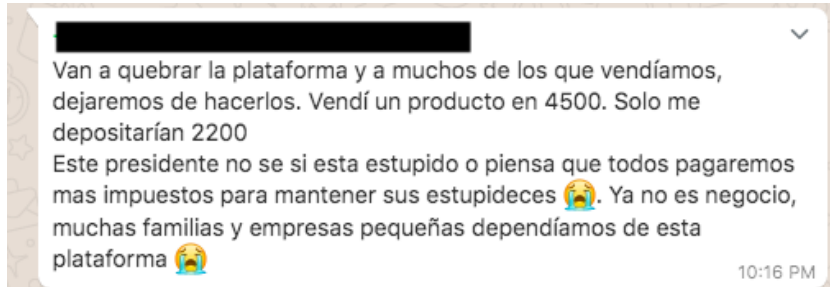 Van a quebrar la plataforma y a muchos de los que vendíamos,
dejaremos de hacerlos. Vendí un producto en 4500. Solo me
depositarían 2200
Este presidente no se si esta estupido o piensa que todos pagaremos
mas impuestos para mantener sus estupideces 😭. Ya no es negocio,
muchas familias y empresas pequeñas dependíamos de esta
plataforma 😭
10:16 PM